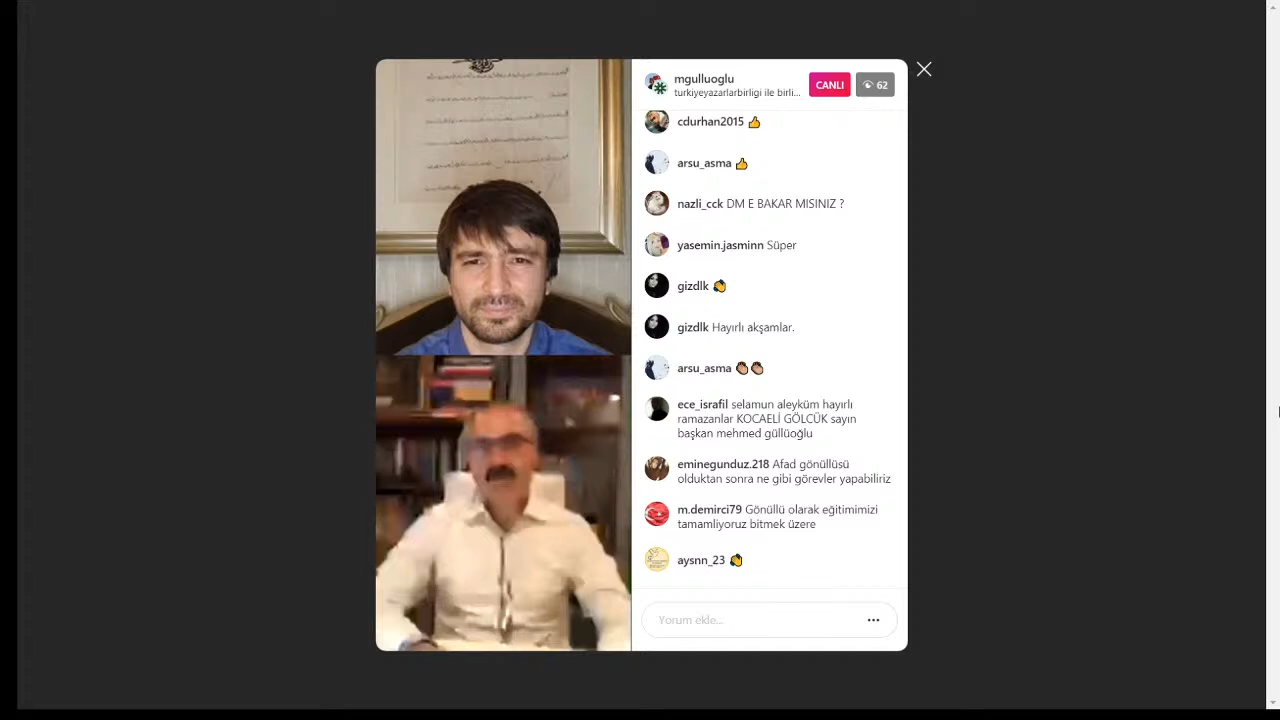 mgulluoglu
turkiyeyazarlarbirligi ile birli...
CANLI
62
cdurhan2015 👍
arsu_asma 👍
nazli_cck DM E BAKAR MISINIZ ?
yasemin.jasminn Süper
gizdlk 👏
gizdlk Hayırlı akşamlar.
arsu_asma 👏🏼👏🏼
ece_israfil selamun aleyküm hayırlı
ramazanlar KOCAELİ GÖLCÜK sayın
başkan mehmed güllüoğlu
eminegunduz.218 Afad gönüllüsü
olduktan sonra ne gibi görevler yapabiliriz
m.demirci79 Gönüllü olarak eğitimimizi
tamamliyoruz bitmek üzere
aysnn_23 👏
Yorum ekle...